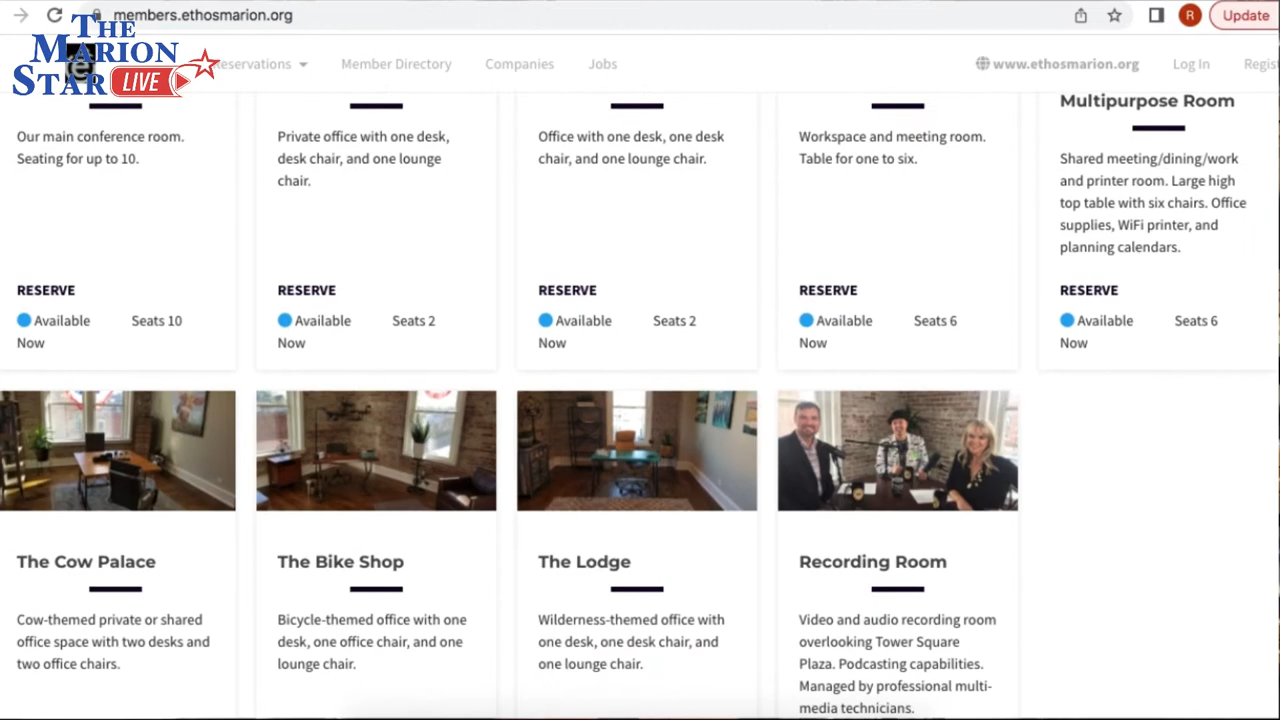 members.ethosmarion.org
R
Update
THE
MARION
STAR LIVE
ė
eservations
Member Directory
Companies
Jobs
www.ethosmarion.org
Log In
Regist
Our main conference room.
Seating for up to 10.
RESERVE
Available
Now
Seats 10
Private office with one desk,
desk chair, and one lounge
chair.
RESERVE
Available
Now
Seats 2
Office with one desk, one desk
chair, and one lounge chair.
RESERVE
Available
Now
Seats 2
Workspace and meeting room.
Table for one to six.
RESERVE
Available
Now
Seats 6
Multipurpose Room
Shared meeting/dining/work
and printer room. Large high
top table with six chairs. Office
supplies, WiFi printer, and
planning calendars.
RESERVE
Available
Now
Seats 6
The Cow Palace
Cow-themed private or shared
office space with two desks and
two office chairs.
The Bike Shop
Bicycle-themed office with one
desk, one office chair, and one
lounge chair.
The Lodge
Wilderness-themed office with
one desk, one desk chair, and
one lounge chair.
Recording Room
Video and audio recording room
overlooking Tower Square
Plaza. Podcasting capabilities.
Managed by professional multi-
media technicians.